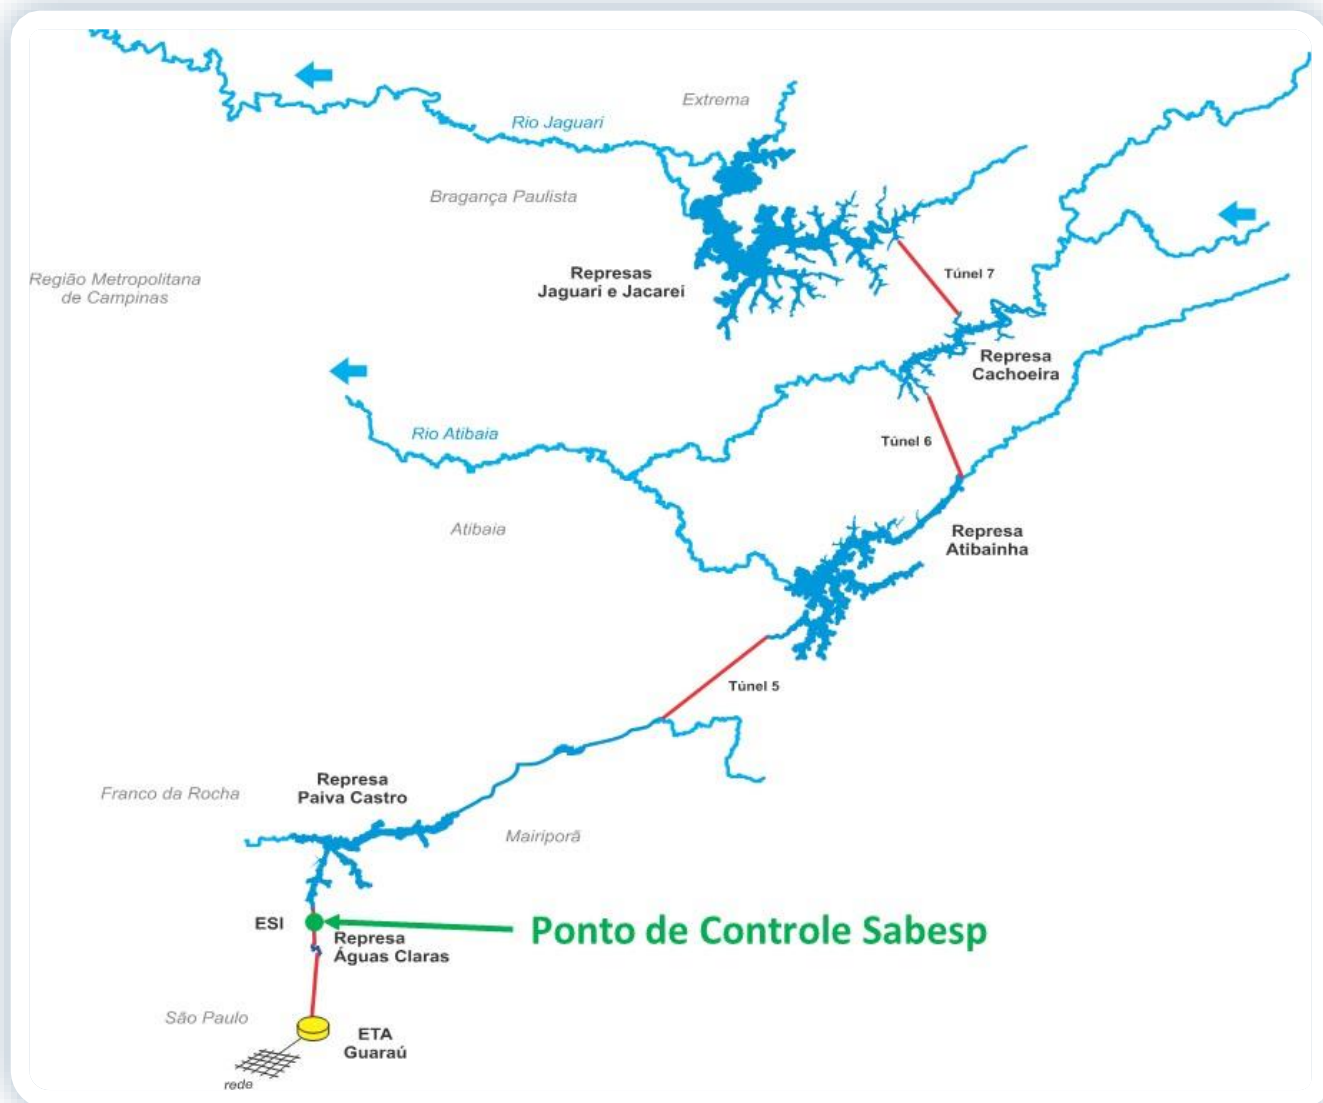 Extrema
Rio Jaguari
Bragança Paulista
Região Metropolitana
de Campinas
Represas
Jaguari e Jacarei
Túnel 7
Represa
Cachoeira
Rio Atibaia
Túnel 6
Atibaia
Represa
Atibainha
Túnel 5
Represa
Paiva Castro
Franco da Rocha
Mairiporã
ESI
Ponto de Controle Sabesp
Represa
Águas Claras
São Paulo
ETA
Guaraú
rede